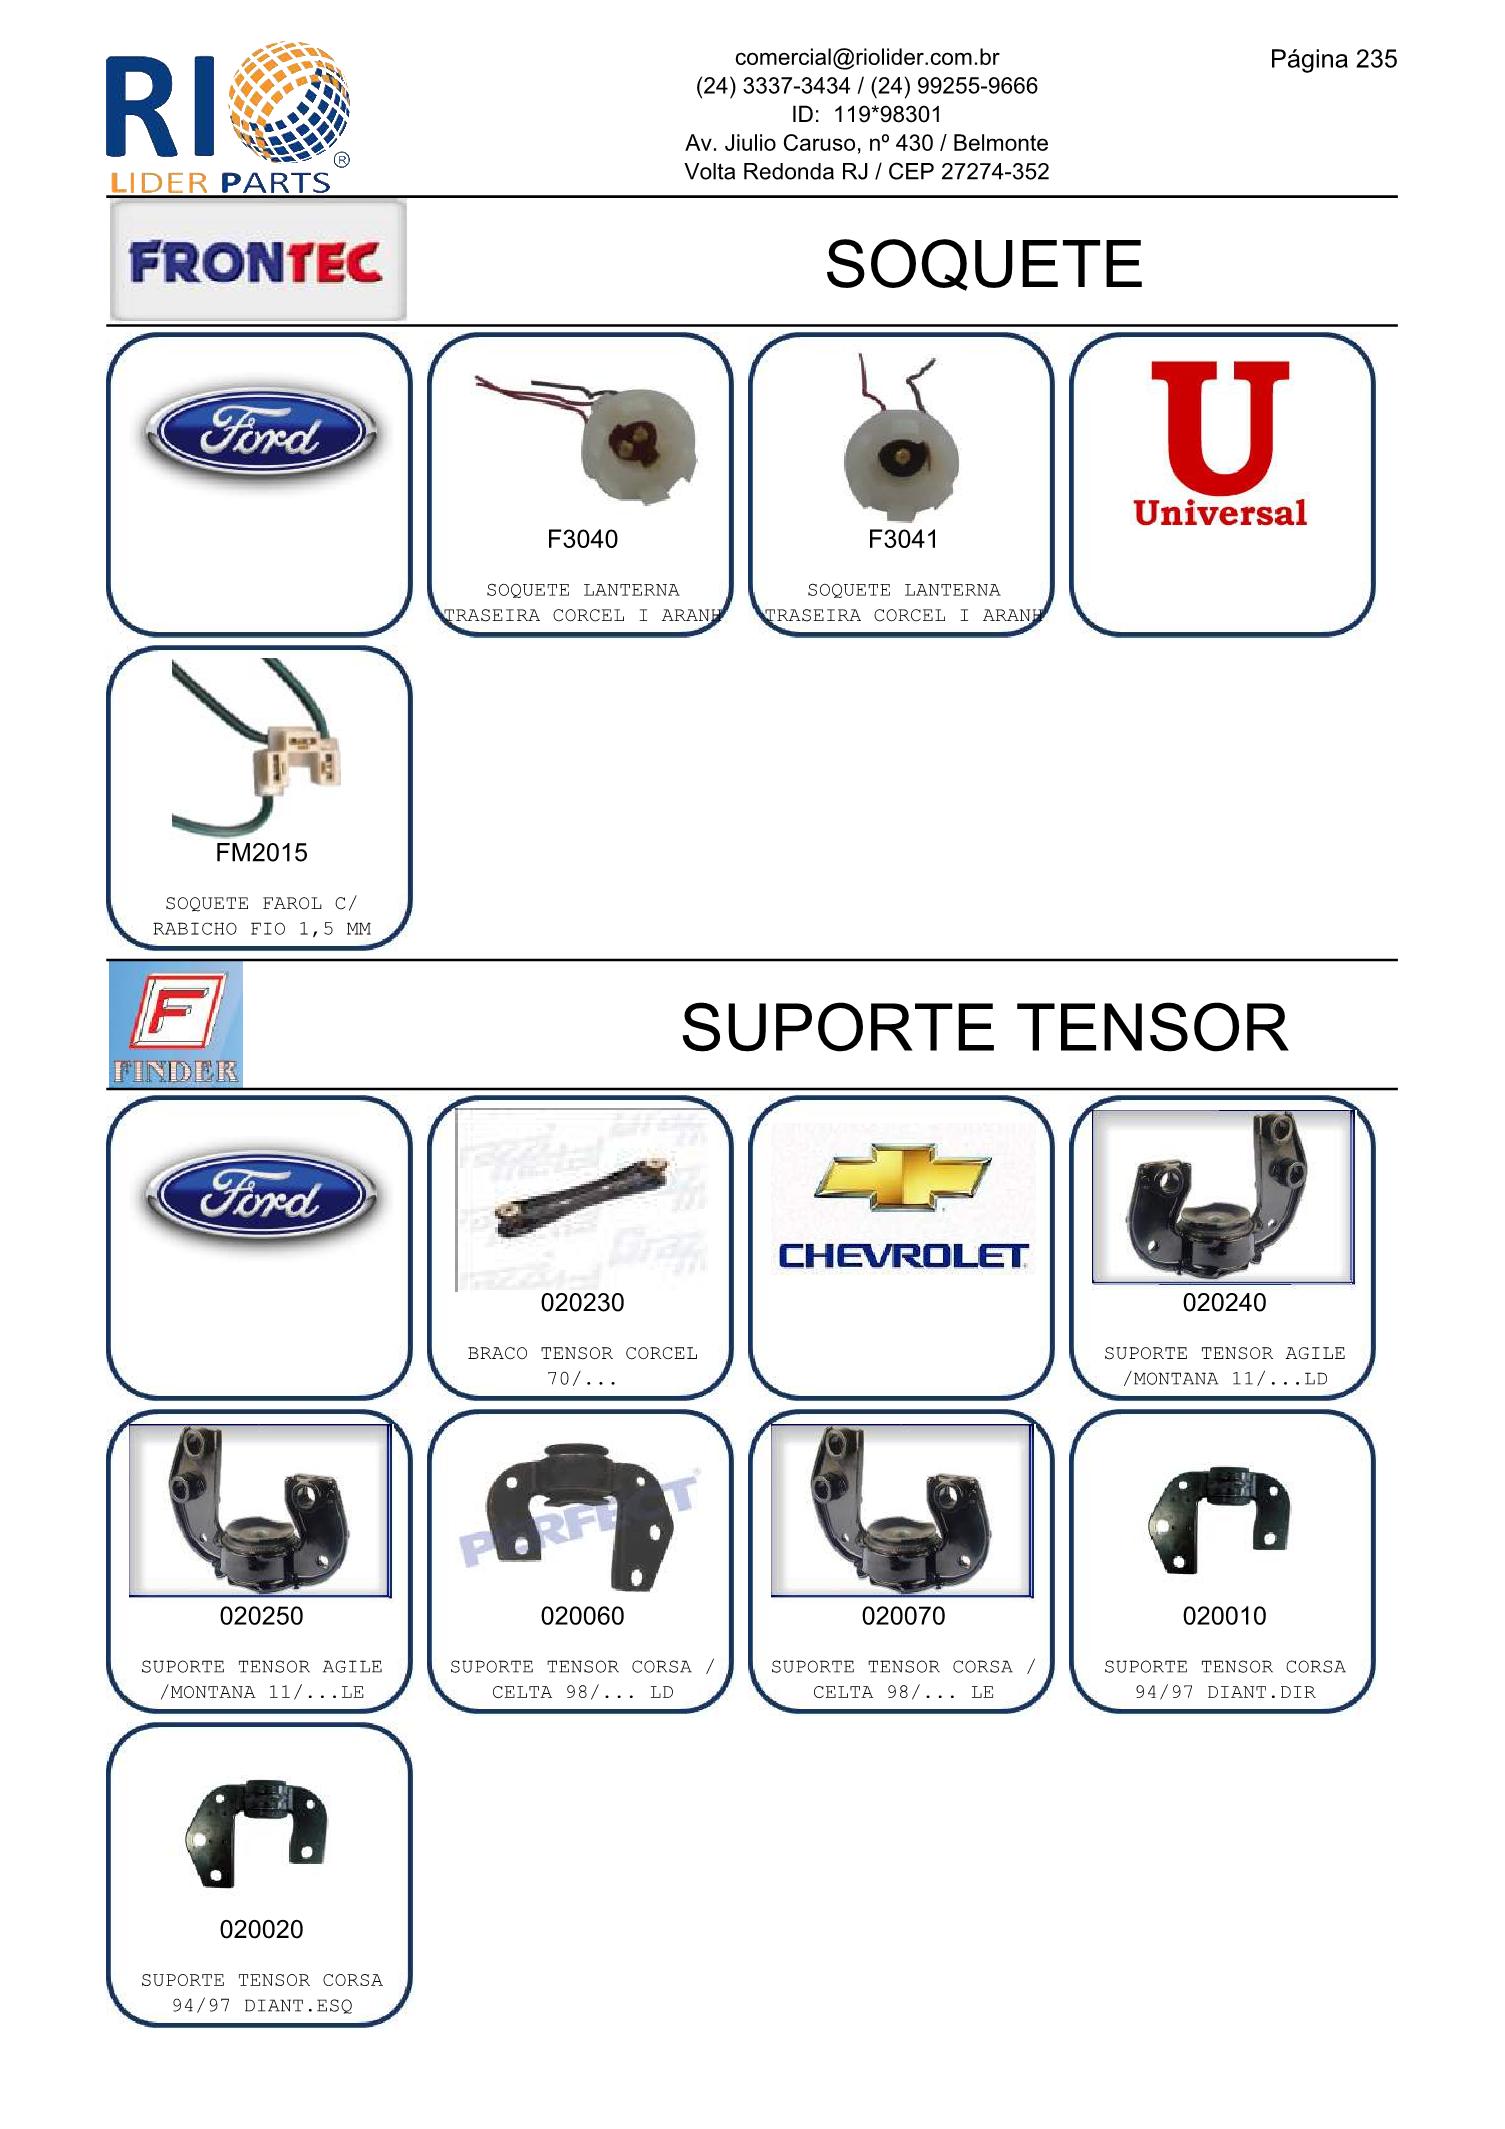 RIO
LIDER PARTS
®
comercial@riolider.com.br
(24) 3337-3434 / (24) 99255-9666
ID: 119*98301
Av. Jiulio Caruso, nº 430 / Belmonte
Volta Redonda RJ / CEP 27274-352
Página 235
FRONTEC
SOQUETE
Ford
F3040
SOQUETE LANTERNA
TRASEIRA CORCEL I ARANH
F3041
SOQUETE LANTERNA
TRASEIRA CORCEL I ARANH
U
Universal
FM2015
SOQUETE FAROL C/
RABICHO FIO 1,5 MM
F
FINDER
SUPORTE TENSOR
Ford
020230
BRACO TENSOR CORCEL
70/...
CHEVROLET
020240
SUPORTE TENSOR AGILE
/MONTANA 11/...LD
020250
SUPORTE TENSOR AGILE
/MONTANA 11/...LE
PERFECT®
020060
SUPORTE TENSOR CORSA /
CELTA 98/... LD
020070
SUPORTE TENSOR CORSA /
CELTA 98/... LE
020010
SUPORTE TENSOR CORSA
94/97 DIANT.DIR
020020
SUPORTE TENSOR CORSA
94/97 DIANT.ESQ